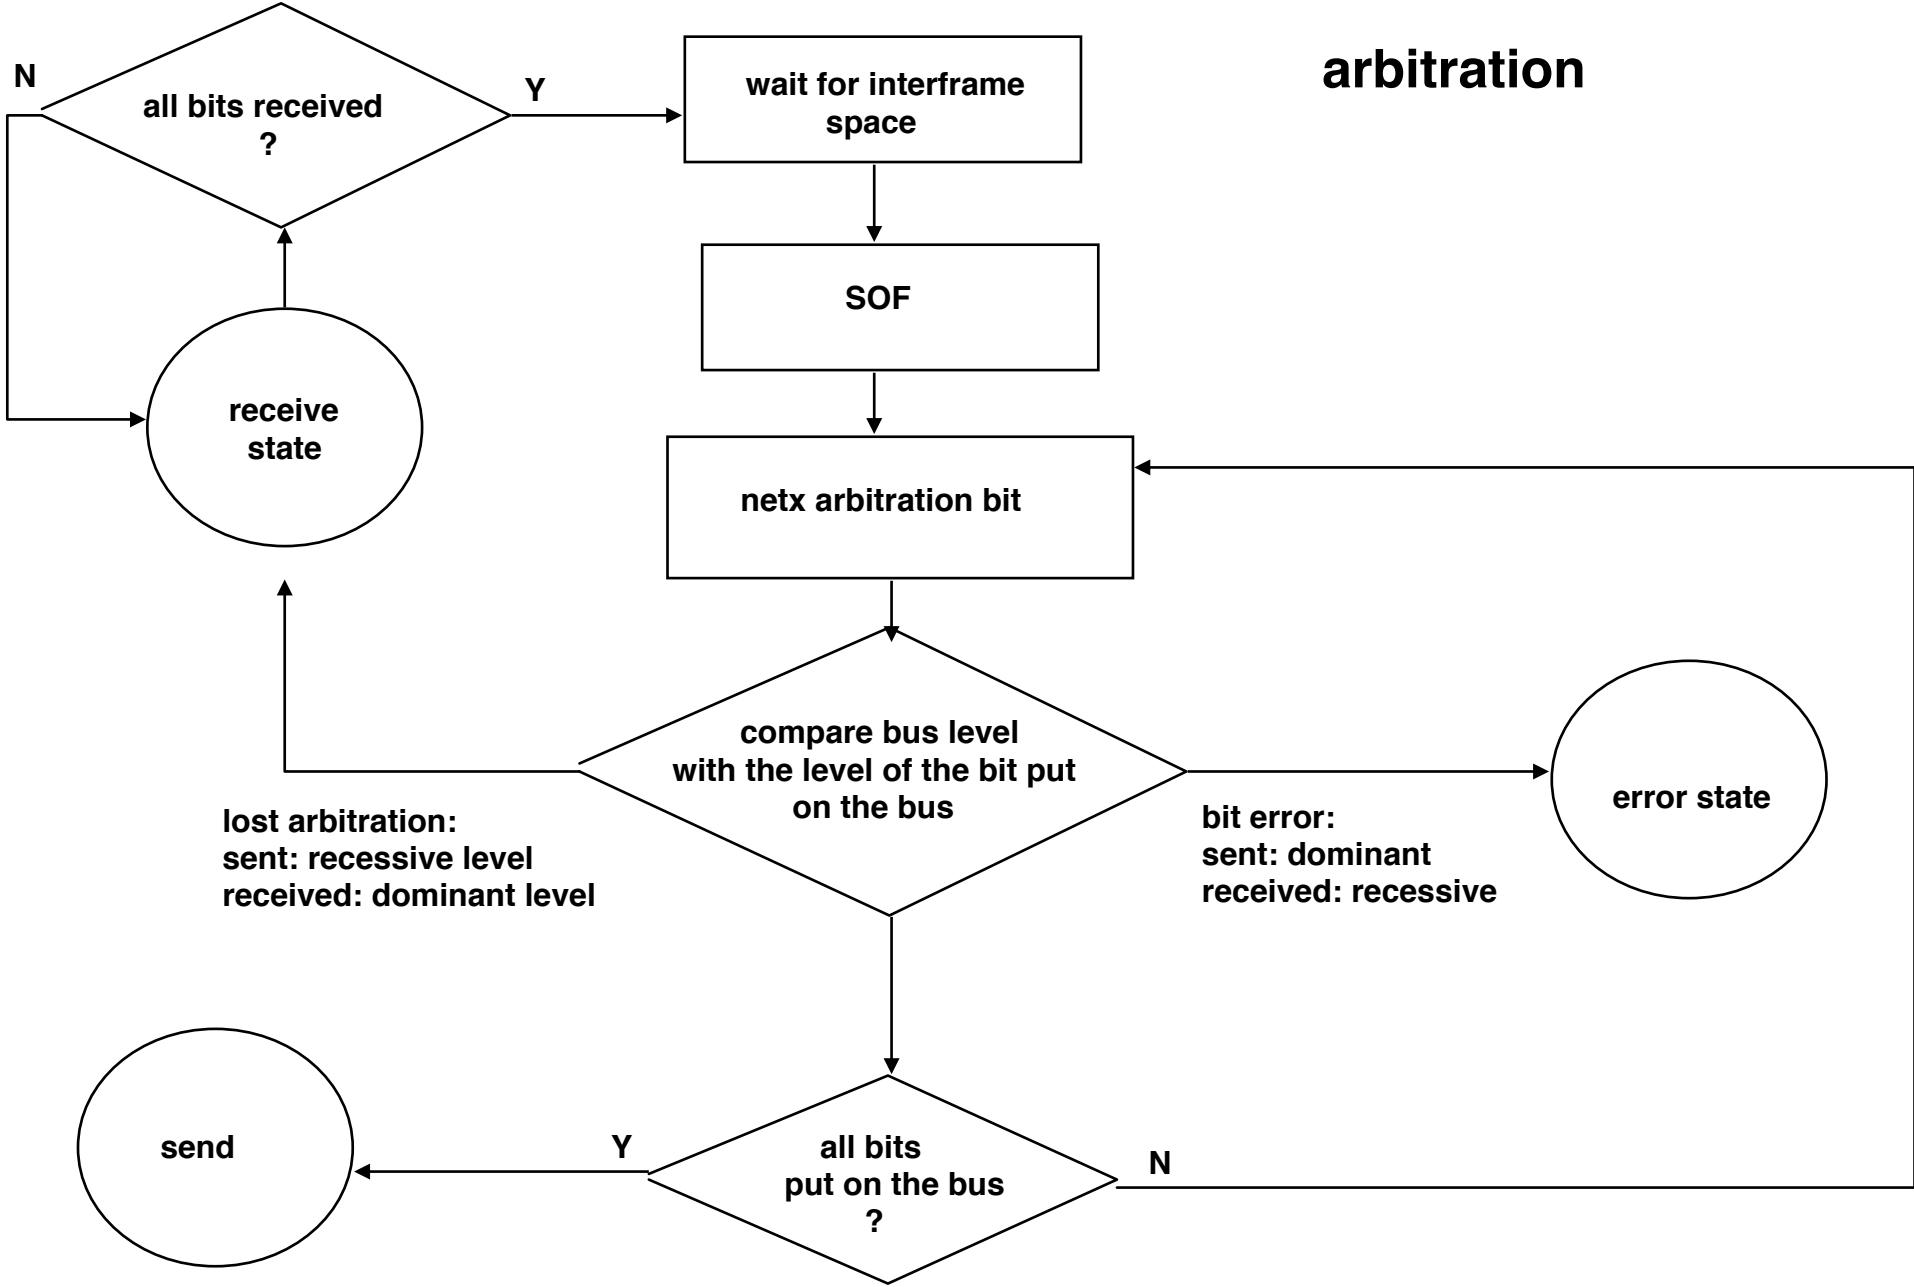 arbitration
N
all bits received
?
Y
wait for interframe
space
SOF
receive
state
netx arbitration bit
compare bus level
with the level of the bit put
on the bus
lost arbitration:
sent: recessive level
received: dominant level
bit error:
sent: dominant
received: recessive
error state
send
Y
all bits
put on the bus
?
N